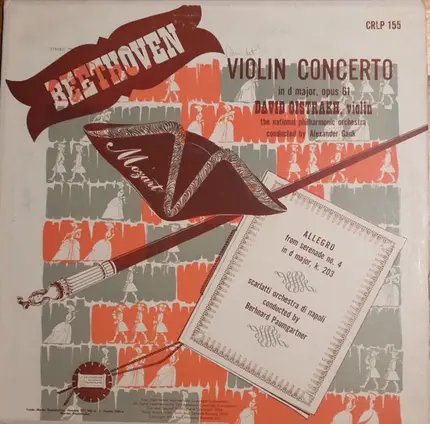 CRLP 155
BEETHOVEN
VIOLIN CONCERTO
in d major, opus 61
DAVID OISTRAKH, violin
the national philharmonic orchestra
conducted by Alexander Gauk
Mozart
ALLEGRO
from serenade no. 4
in d major, k. 203
scarlatti orchestra di napoli
conducted by
Bernhard Paumgartner